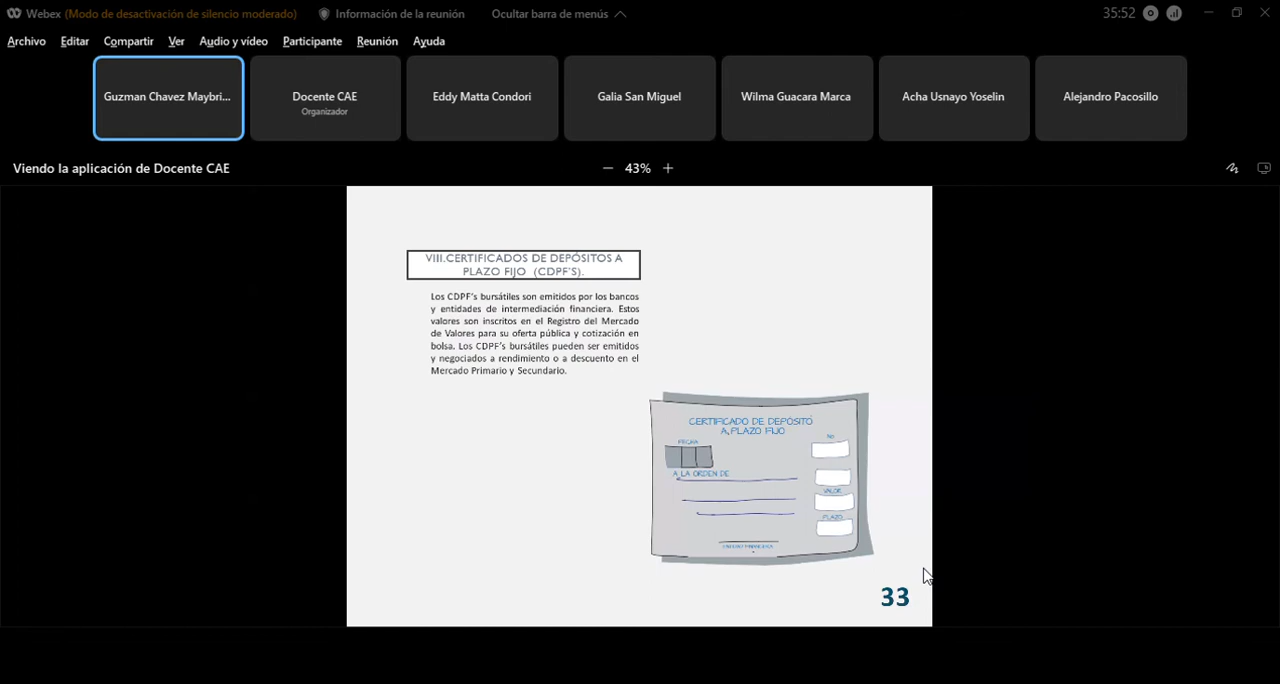 Webex (Modo de desactivación de silencio moderado) Información de la reunión Ocultar barra de menús 35:52
Archivo Editar Compartir Ver Audio y vídeo Participante Reunión Ayuda
Guzman Chavez Maybri... Docente CAE Eddy Matta Condori Galia San Miguel Wilma Guacara Marca Acha Usnayo Yoselin Alejandro Pacosillo
Organizador
Viendo la aplicación de Docente CAE 43%
VIII.CERTIFICADOS DE DEPÓSITOS A
PLAZO FIJO (CDPF'S).
Los CDPF's bursátiles son emitidos por los bancos
y entidades de intermediación financiera. Estos
valores son inscritos en el Registro del Mercado
de Valores para su oferta pública y cotización en
bolsa. Los CDPF's bursátiles pueden ser emitidos
y negociados a rendimiento o a descuento en el
Mercado Primario y Secundario.
CERTIFICADO DE DEPÓSITO
A PLAZO FIJO
FECHA
No
A LA ORDEN DE
VALOR
PLAZO
33